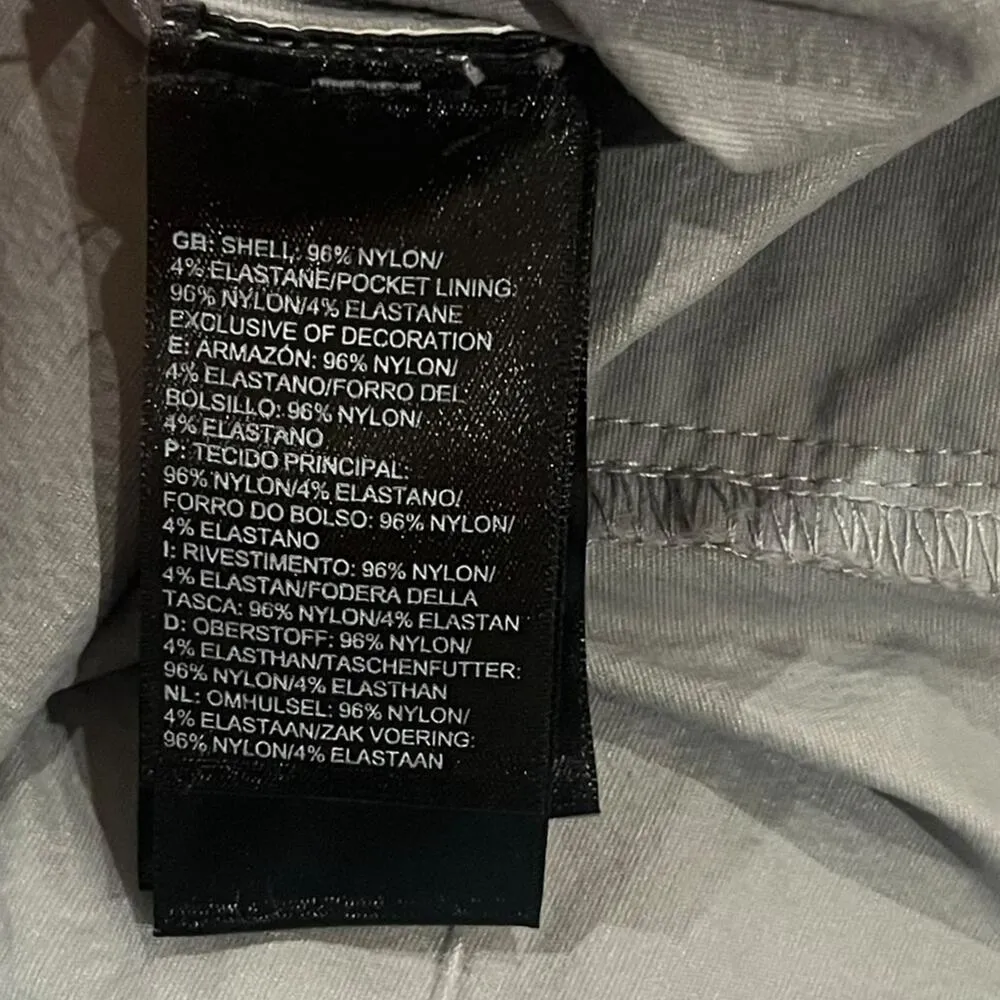 GB: SHELL: 96% NYLON/
4% ELASTANE/POCKET LINING:
96% NYLON/4% ELASTANE
EXCLUSIVE OF DECORATION
E: ARMAZÓN: 96% NYLON/
4% ELASTANO/FORRO DEL
BOLSILLO: 96% NYLON/
4% ELASTANO
P: TECIDO PRINCIPAL:
96% NYLON/4% ELASTANO/
FORRO DO BOLSO: 96% NYLON/
4% ELASTANO
I: RIVESTIMENTO: 96% NYLON/
4% ELASTAN/FODERA DELLA
TASCA: 96% NYLON/4% ELASTAN
D: OBERSTOFF: 96% NYLON/
4% ELASTHAN/TASCHENFUTTER:
96% NYLON/4% ELASTHAN
NL: OMHULSEL: 96% NYLON/
4% ELASTAAN/ZAK VOERING:
96% NYLON/4% ELASTAAN